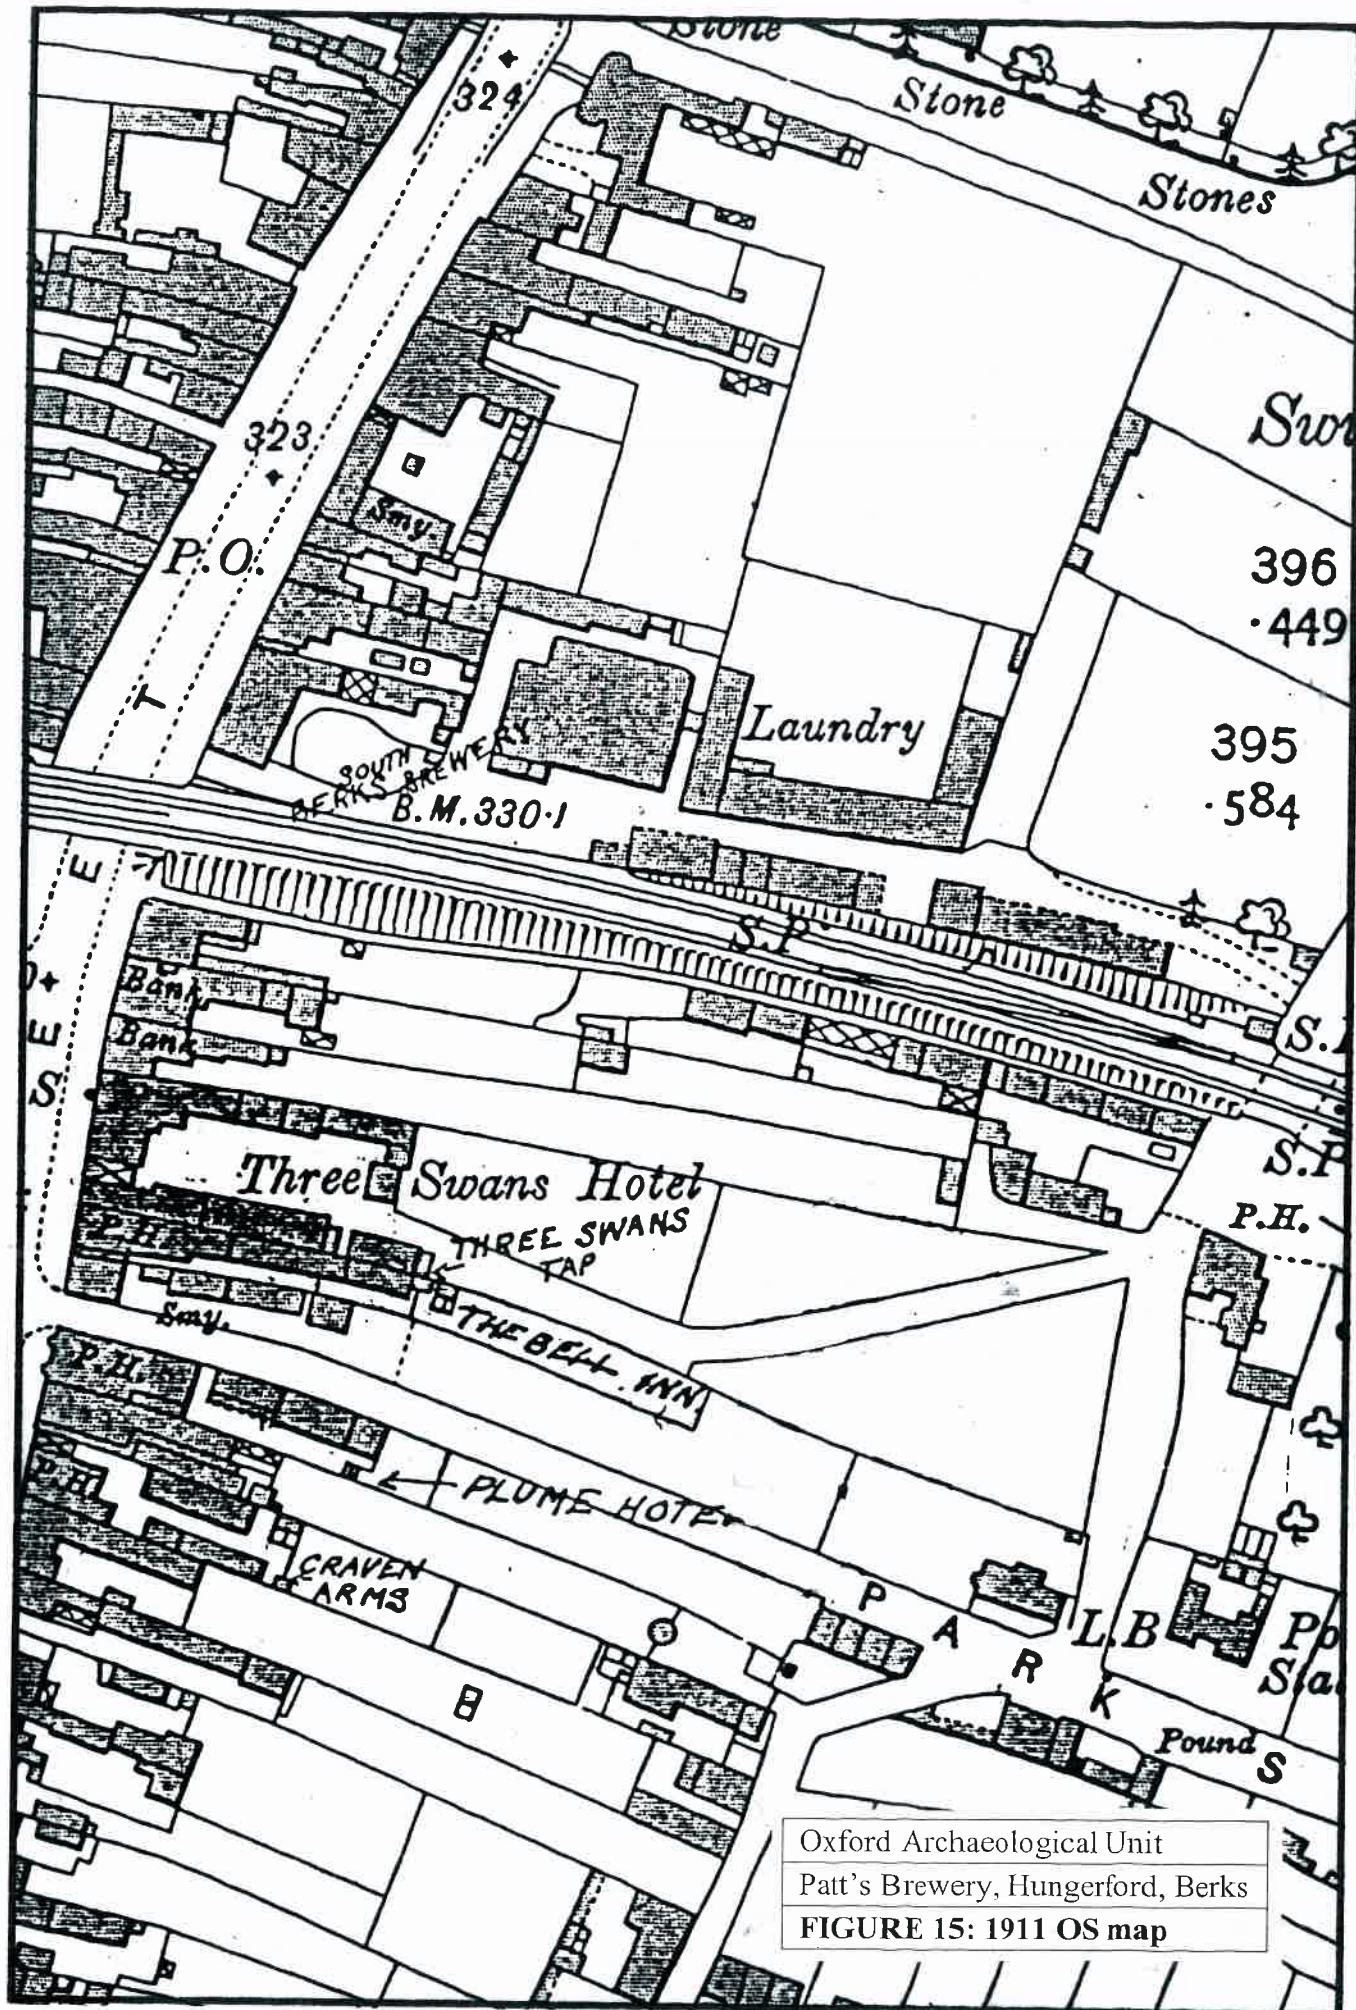 Stone
324
Stone
Stones
323
Smy.
P.O.
396
.449
T
Laundry
SOUTH
BERKS BREWERY
B.M.330.1
395
.584
E
S.P
Bank
Bank
E
S
S.P
Three Swans Hotel
P.H.
P.H.
THREE SWANS
TAP
Smy.
THE BELL INN.
P.H.
P.H.
PLUME HOTEL
CRAVEN
ARMS
P A R K S
L.B
Pound
Oxford Archaeological Unit
Patt's Brewery, Hungerford, Berks
FIGURE 15: 1911 OS map